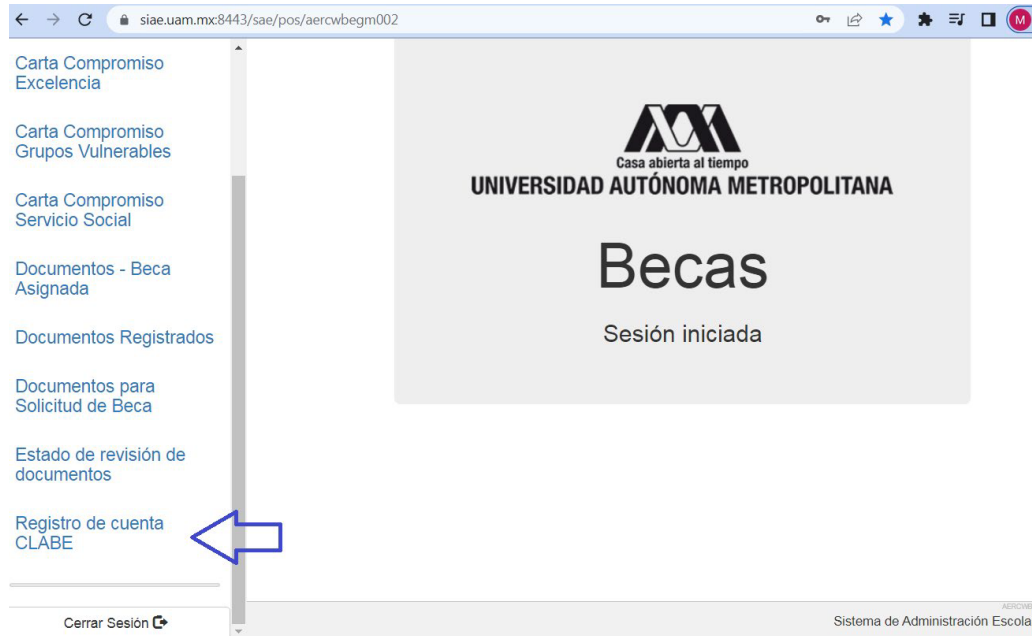 siae.uam.mx:8443/sae/pos/aercwbegm002
M
Carta Compromiso
Excelencia
Carta Compromiso
Grupos Vulnerables
Carta Compromiso
Servicio Social
Documentos - Beca
Asignada
Documentos Registrados
Documentos para
Solicitud de Beca
Estado de revisión de
documentos
Registro de cuenta
CLABE
Cerrar Sesión
Casa abierta al tiempo
UNIVERSIDAD AUTÓNOMA METROPOLITANA
Becas
Sesión iniciada
AERCWB
Sistema de Administración Escola